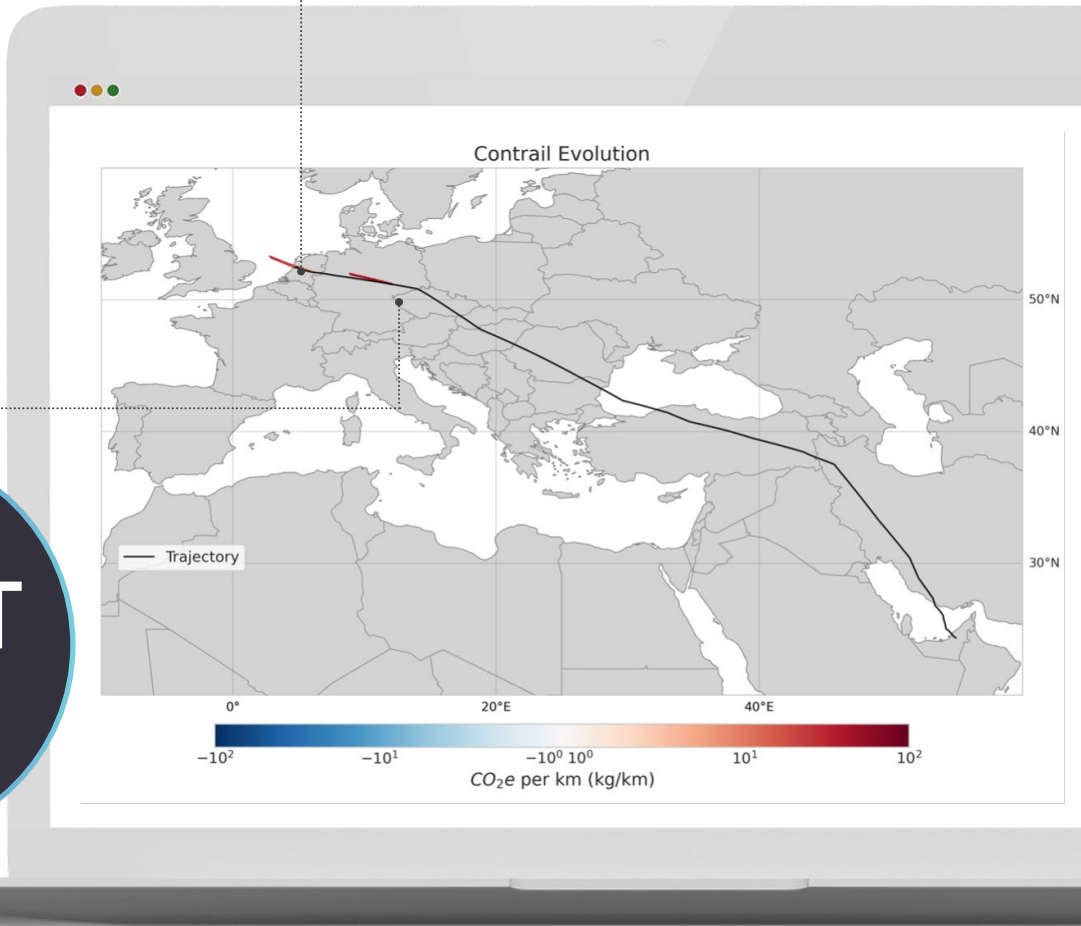 Contrail Evolution
50°N
40°N
30°N
Trajectory
0°
20°E
40°E
−10² −10¹ −10⁰ 10⁰ 10¹ 10²
CO₂e per km (kg/km)
T